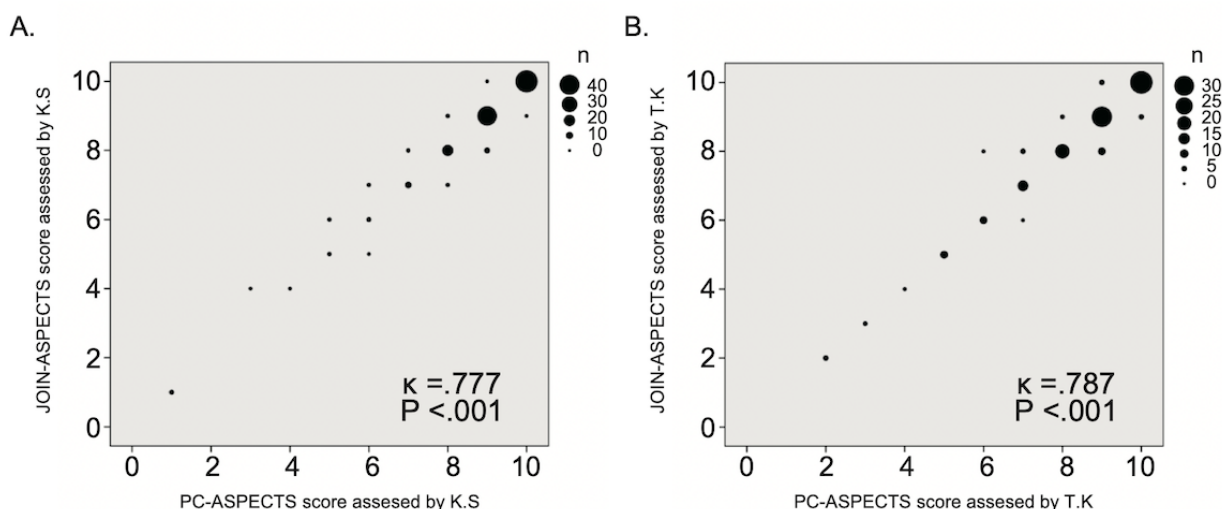 A.
JOIN-ASPECTS score assessed by K.S
10
8
6
4
2
0
0 2 4 6 8 10
PC-ASPECTS score assesed by K.S
κ =.777
P <.001
n
40
30
20
10
0
B.
JOIN-ASPECTS score assessed by T.K
10
8
6
4
2
0
0 2 4 6 8 10
PC-ASPECTS score assesed by T.K
κ =.787
P <.001
n
30
25
20
15
10
5
0